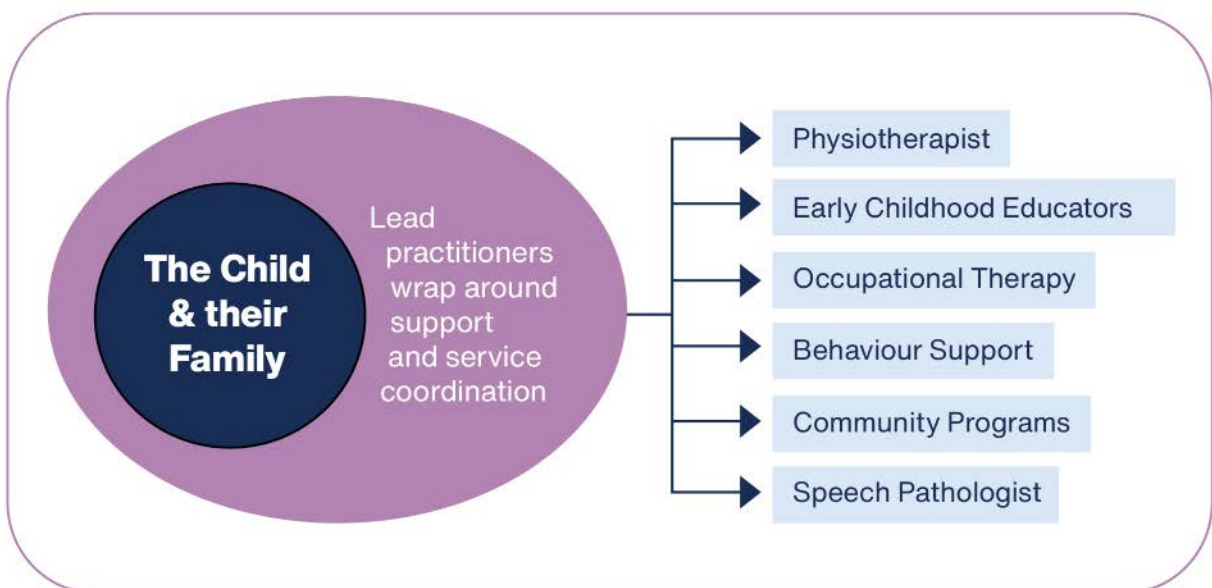 The Child
& their
Family
Lead
practitioners
wrap around
support
and service
coordination
Physiotherapist
Early Childhood Educators
Occupational Therapy
Behaviour Support
Community Programs
Speech Pathologist